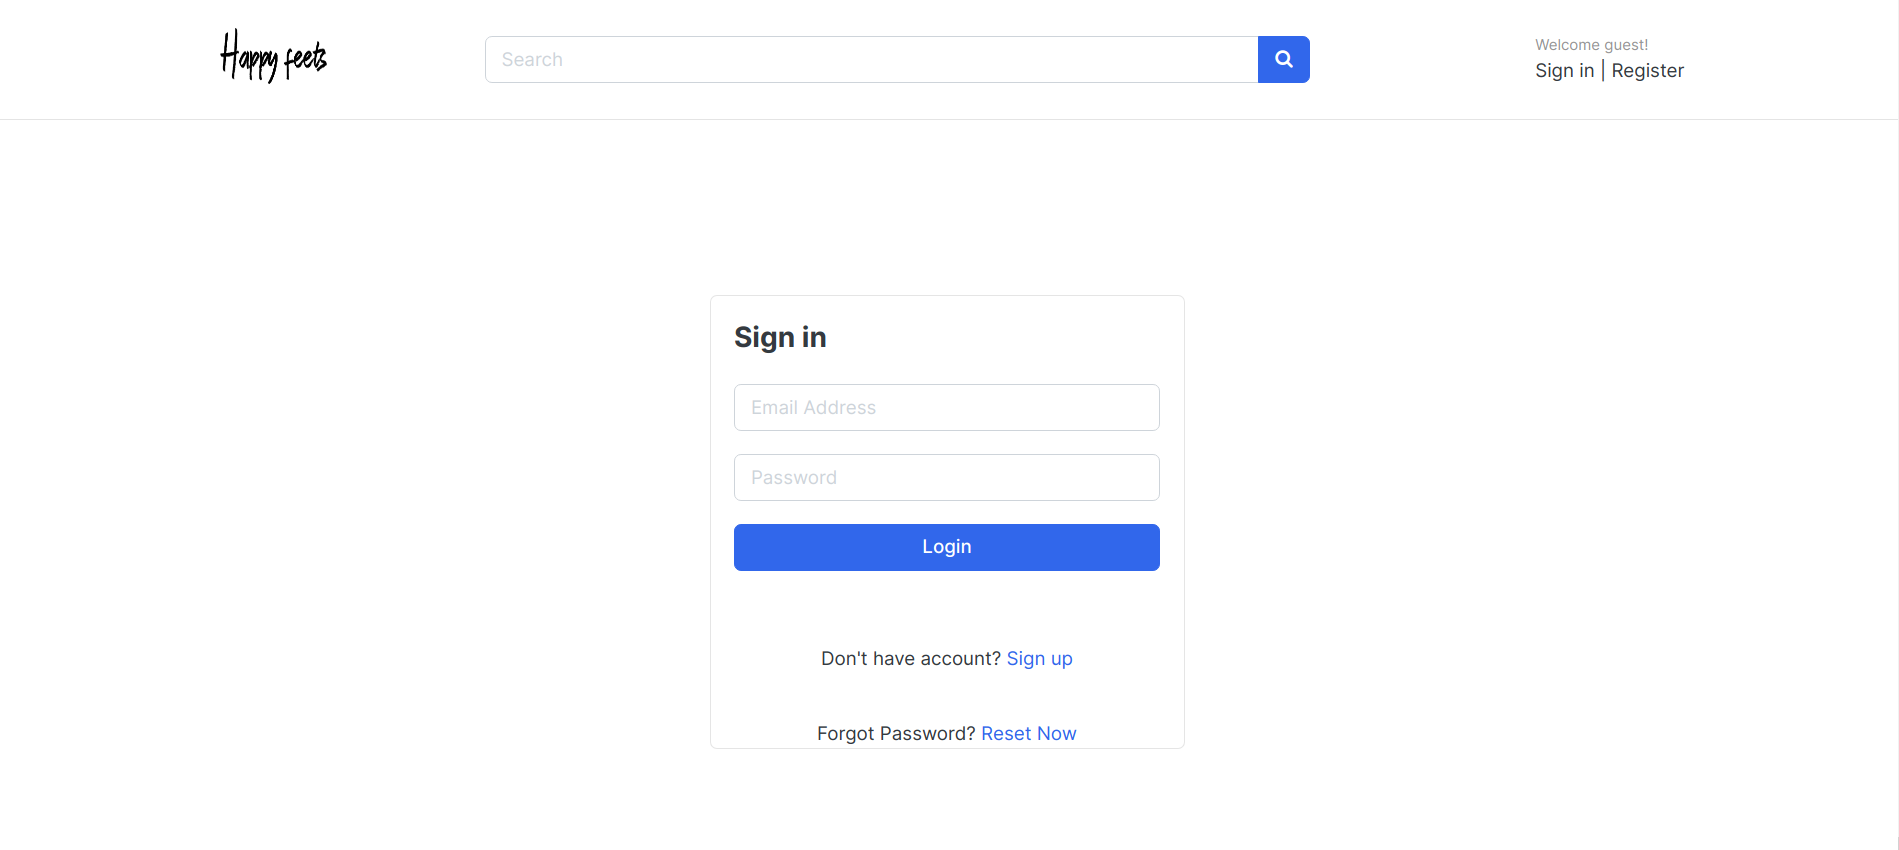 Happy feets
Search
Welcome guest!
Sign in | Register
Sign in
Email Address
Password
Login
Don't have account? Sign up
Forgot Password? Reset Now